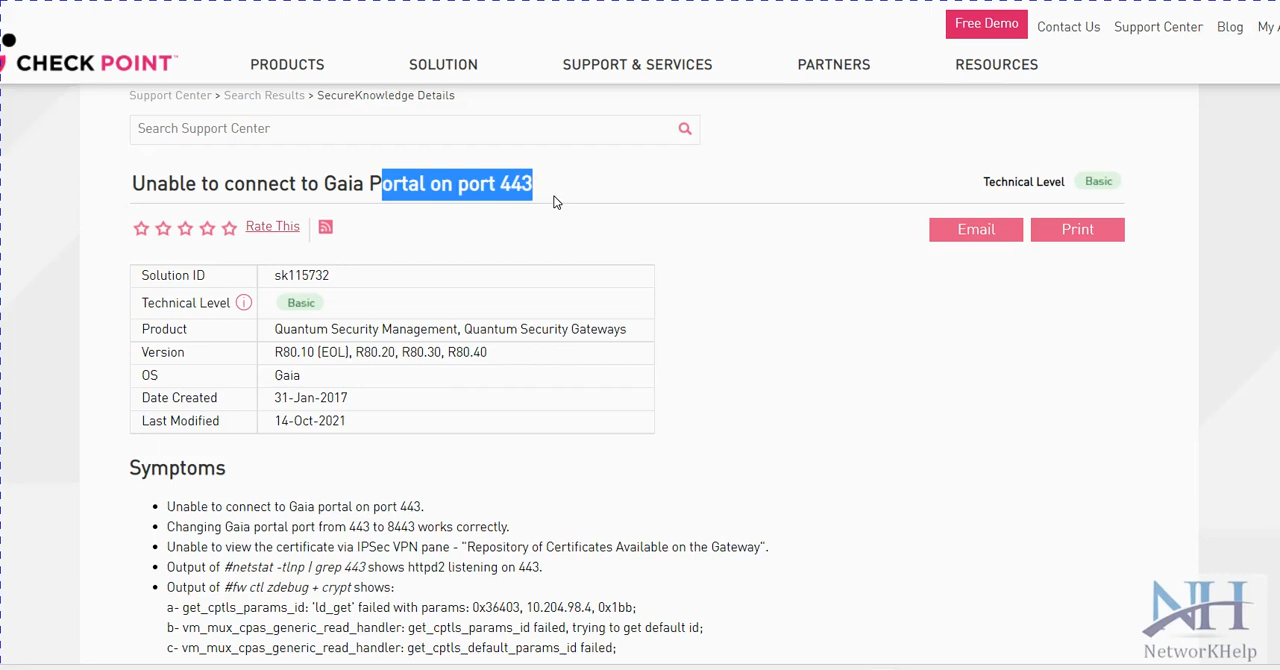 Free Demo Contact Us Support Center Blog My
CHECK POINT™ PRODUCTS SOLUTION SUPPORT & SERVICES PARTNERS RESOURCES
Support Center > Search Results > SecureKnowledge Details
Search Support Center
Unable to connect to Gaia Portal on port 443 Technical Level Basic
Rate This Email Print
Solution ID sk115732
Technical Level i Basic
Product Quantum Security Management, Quantum Security Gateways
Version R80.10 (EOL), R80.20, R80.30, R80.40
OS Gaia
Date Created 31-Jan-2017
Last Modified 14-Oct-2021
Symptoms
• Unable to connect to Gaia portal on port 443.
• Changing Gaia portal port from 443 to 8443 works correctly.
• Unable to view the certificate via IPSec VPN pane - "Repository of Certificates Available on the Gateway".
• Output of #netstat -tlnp | grep 443 shows httpd2 listening on 443.
• Output of #fw ctl zdebug + crypt shows:
a- get_cptls_params_id: 'ld_get' failed with params: 0x36403, 10.204.98.4, 0x1bb;
b- vm_mux_cpas_generic_read_handler: get_cptls_params_id failed, trying to get default id;
c- vm_mux_cpas_generic_read_handler: get_cptls_default_params_id failed;
NH
NetworKHelp